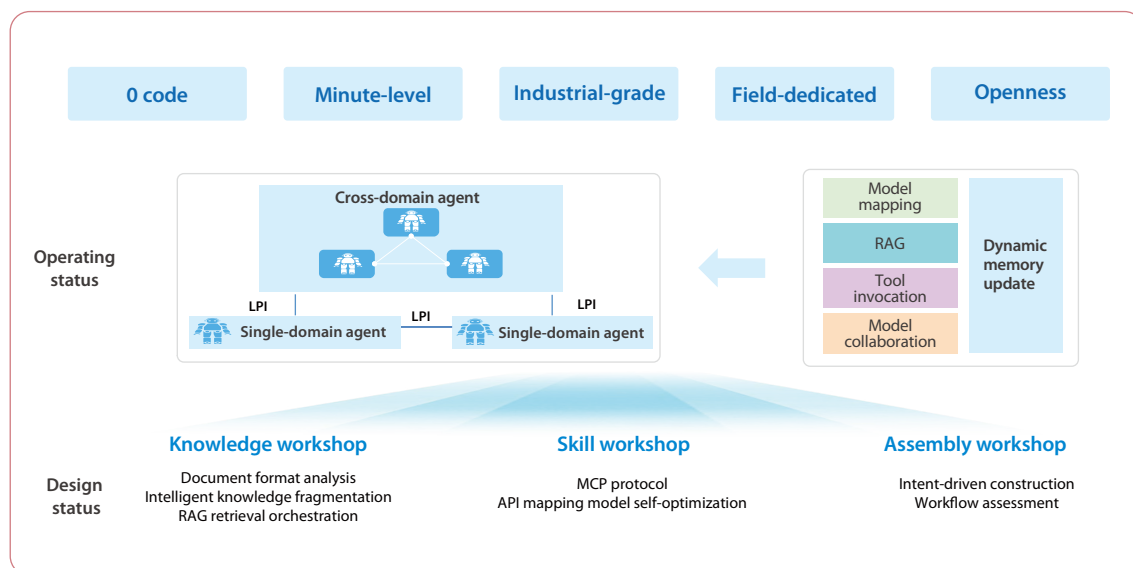 0 code
Minute-level
Industrial-grade
Field-dedicated
Openness
Operating
status
Cross-domain agent
LPI
LPI
LPI
Single-domain agent
Single-domain agent
Model
mapping
RAG
Tool
invocation
Model
collaboration
Dynamic
memory
update
Design
status
Knowledge workshop
Document format analysis
Intelligent knowledge fragmentation
RAG retrieval orchestration
Skill workshop
MCP protocol
API mapping model self-optimization
Assembly workshop
Intent-driven construction
Workflow assessment